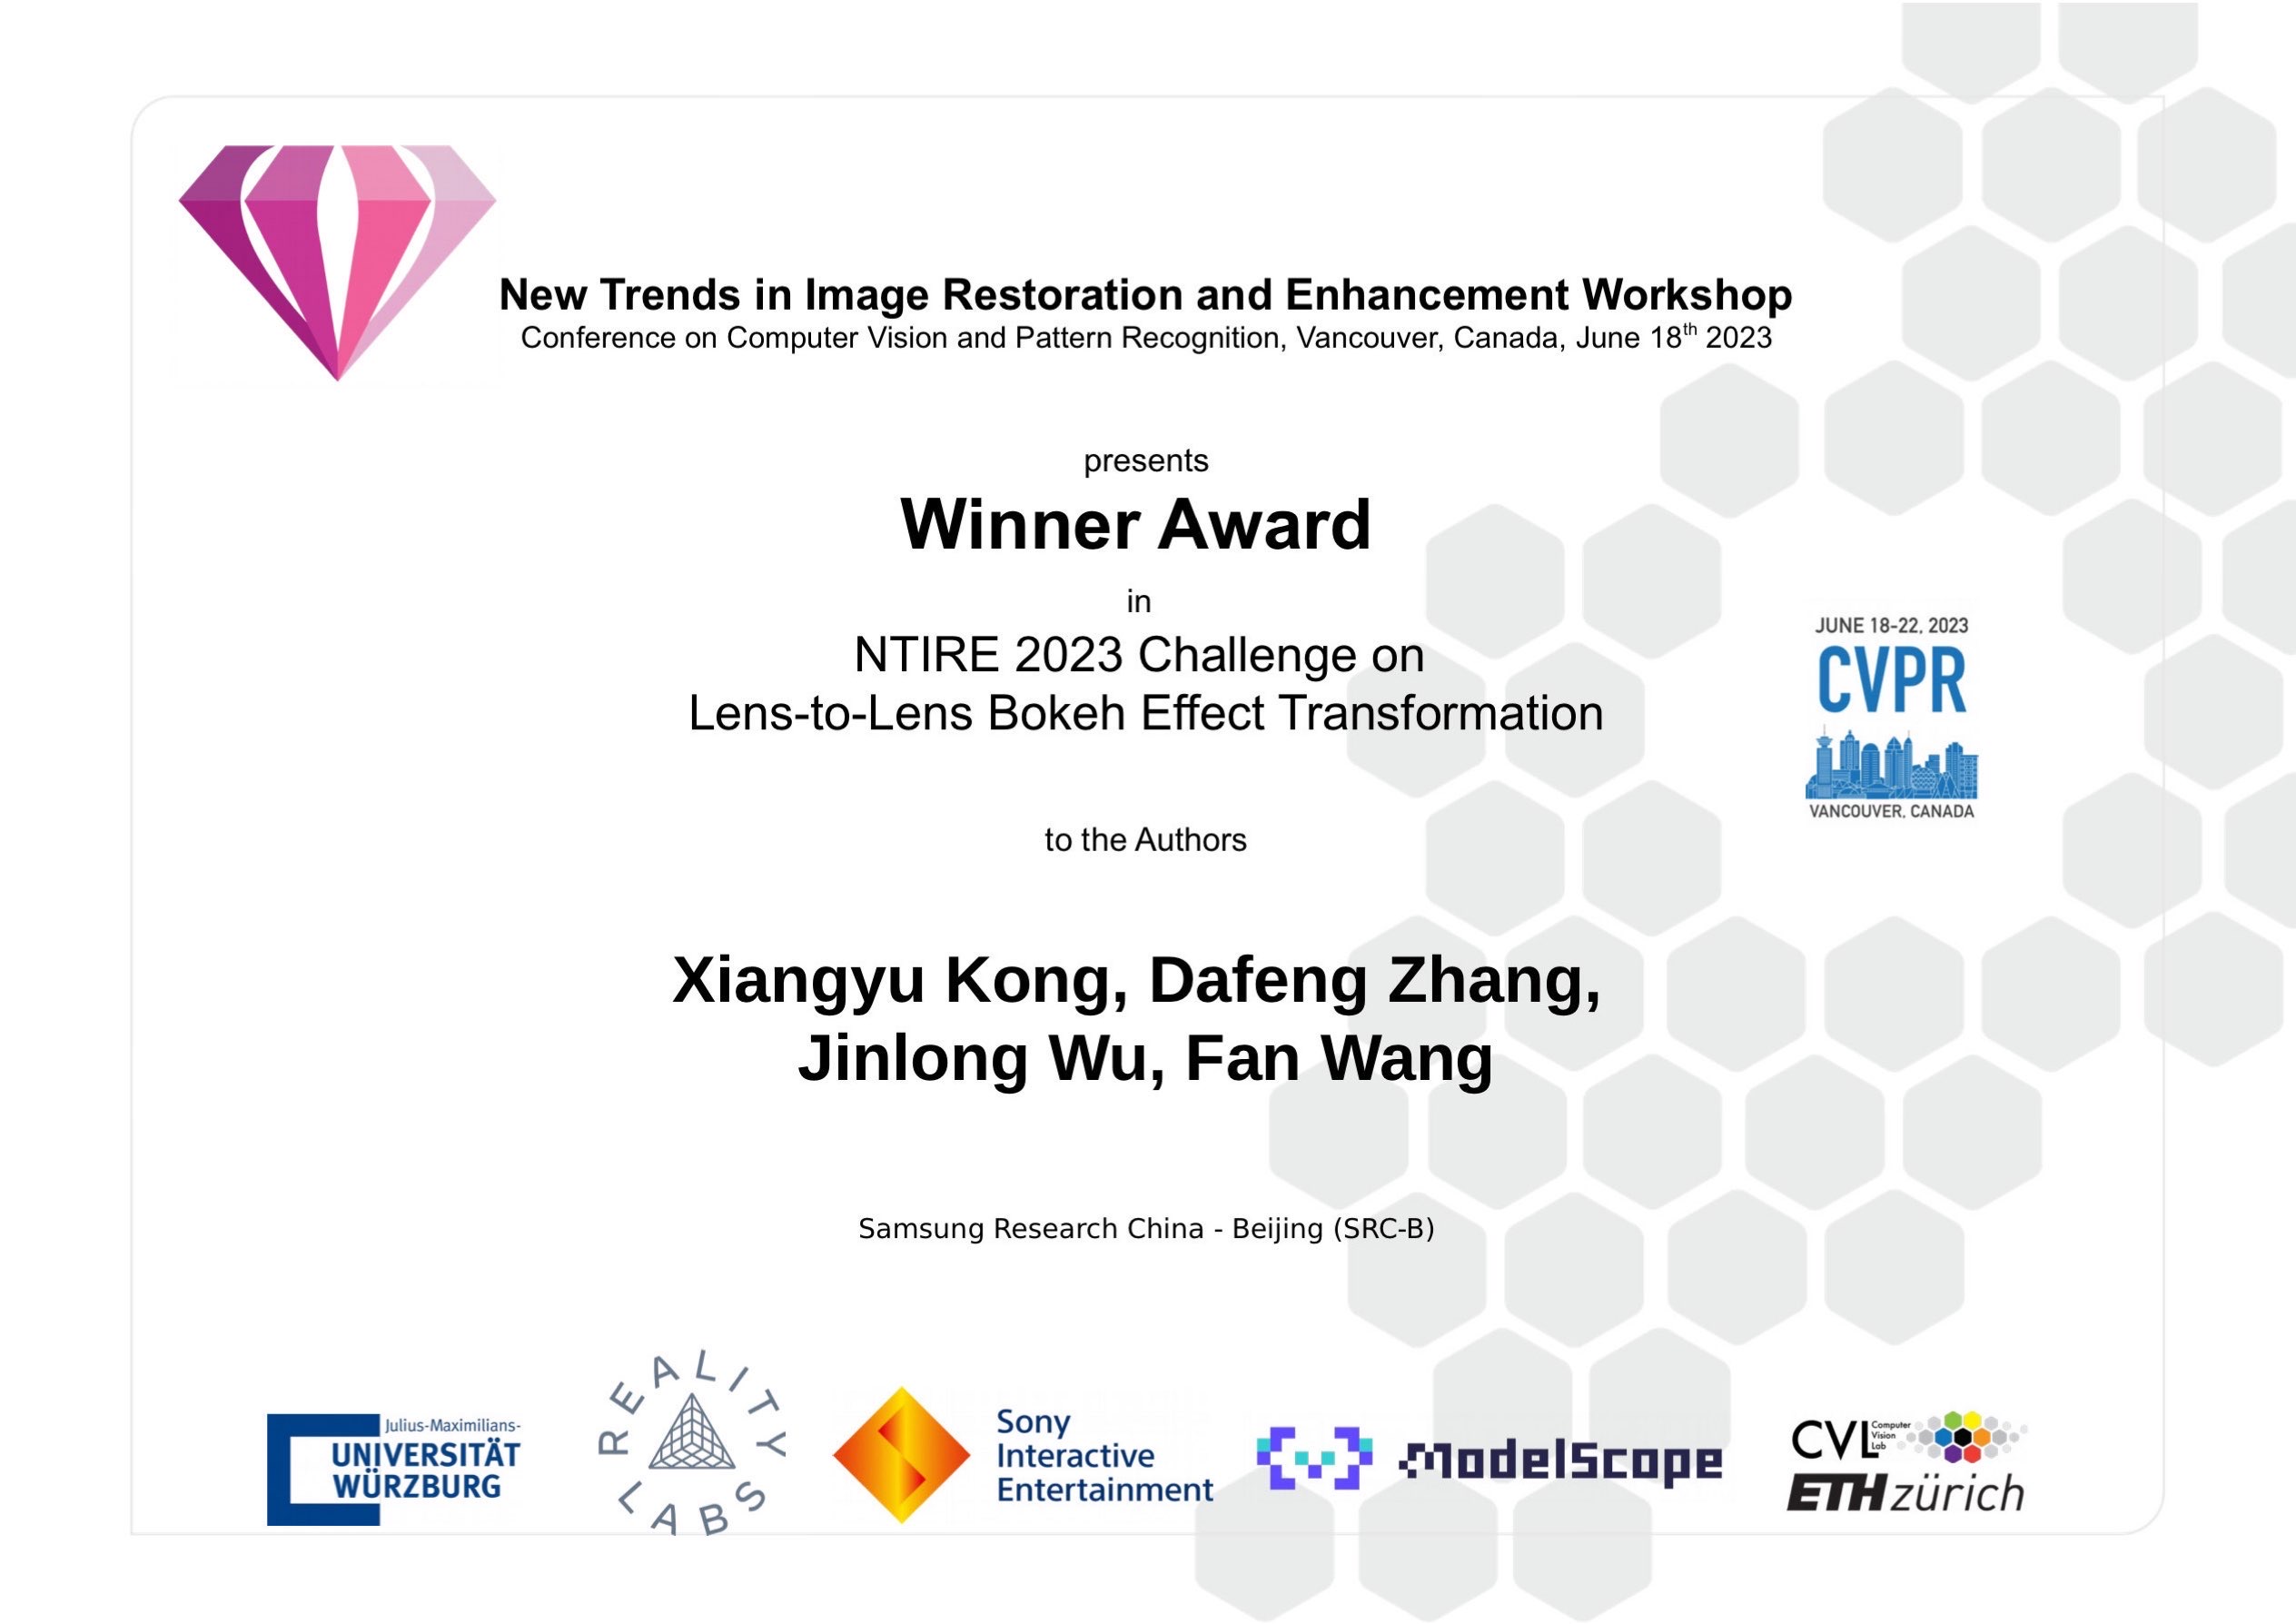 New Trends in Image Restoration and Enhancement Workshop
Conference on Computer Vision and Pattern Recognition, Vancouver, Canada, June 18th 2023
presents
Winner Award
in
NTIRE 2023 Challenge on
Lens-to-Lens Bokeh Effect Transformation
JUNE 18-22, 2023
CVPR
VANCOUVER, CANADA
to the Authors
Xiangyu Kong, Dafeng Zhang,
Jinlong Wu, Fan Wang
Samsung Research China - Beijing (SRC-B)
Julius-Maximilians-
UNIVERSITÄT
WÜRZBURG
REALITY
LABS
Sony
Interactive
Entertainment
ModelScope
CVL
Computer
Vision
Lab
ETH zürich